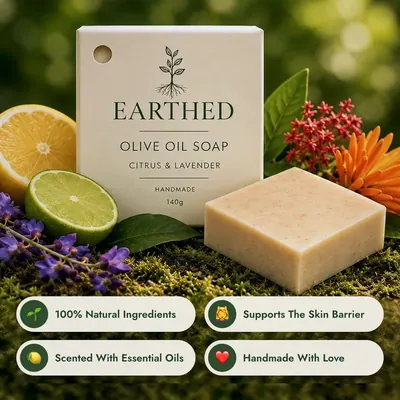 EARTHED
OLIVE OIL SOAP
CITRUS & LAVENDER
HANDMADE
140g
100% Natural Ingredients
Supports The Skin Barrier
Scented With Essential Oils
Handmade With Love